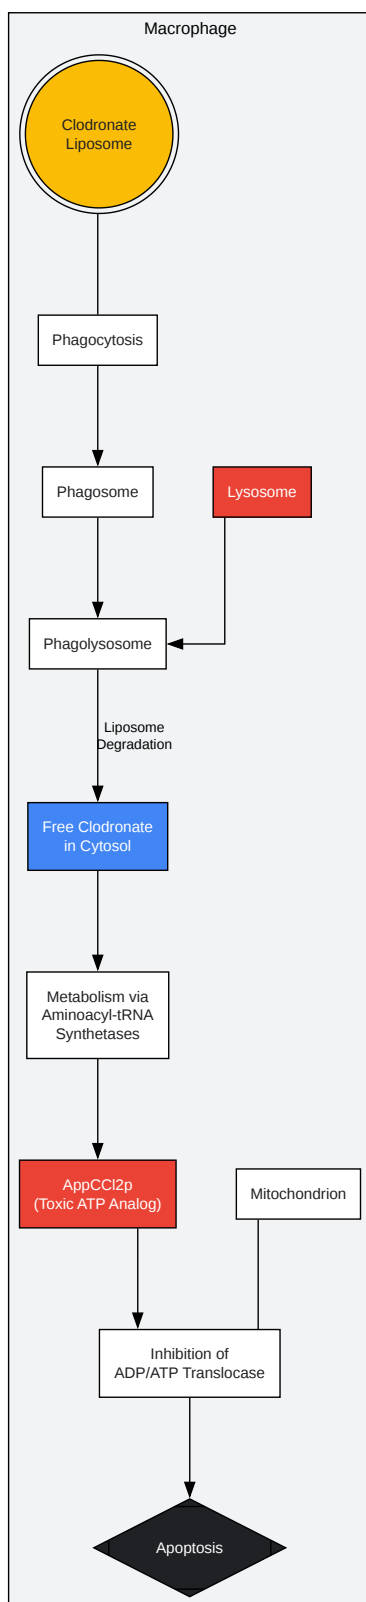 Macrophage
Clodronate
Liposome
Phagocytosis
Phagosome
Lysosome
Phagolysosome
Liposome
Degradation
Free Clodronate
in Cytosol
Metabolism via
Aminoacyl-tRNA
Synthetases
AppCCl2p
(Toxic ATP Analog)
Mitochondrion
Inhibition of
ADP/ATP Translocase
Apoptosis